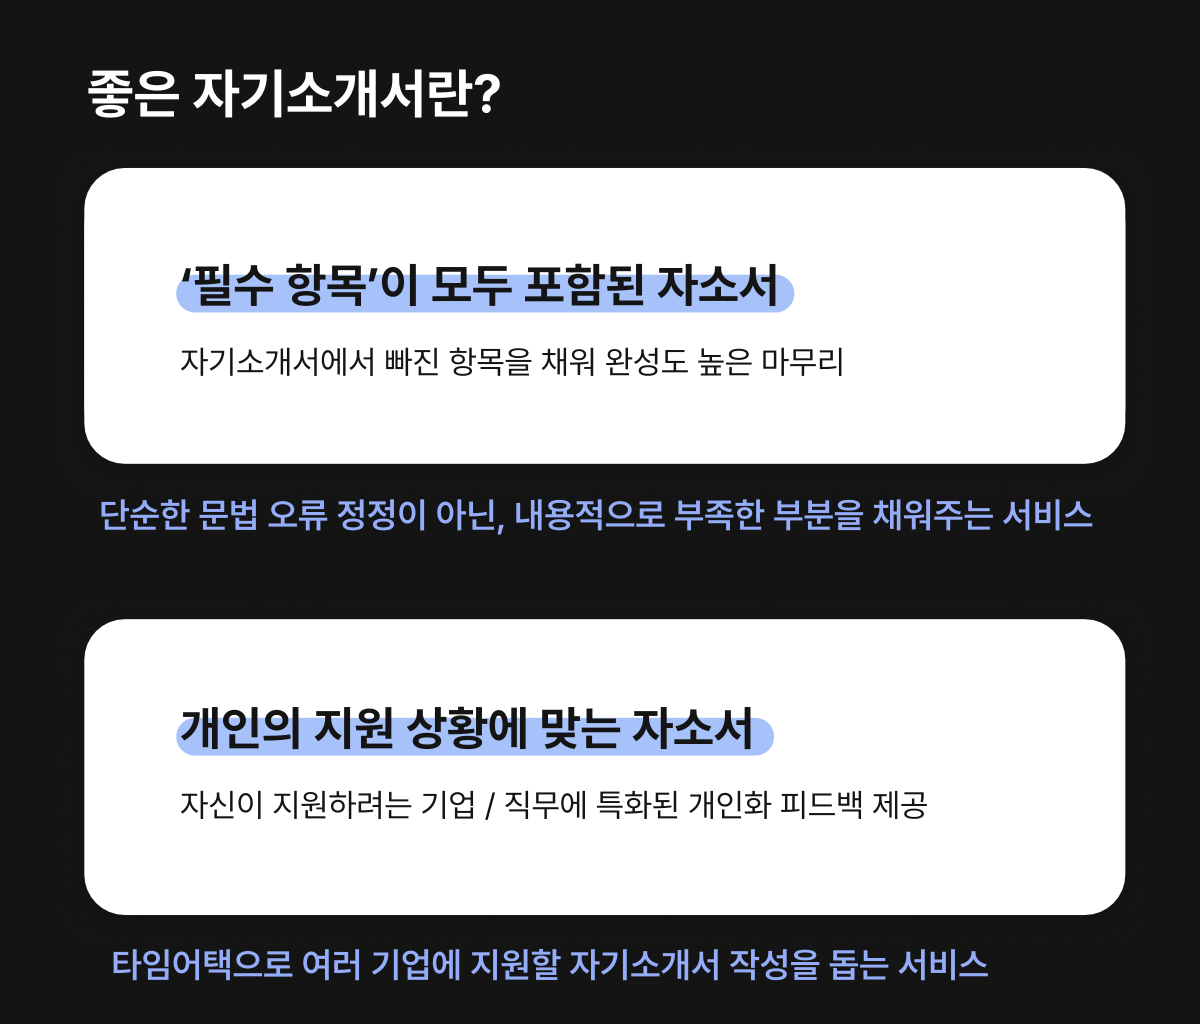 좋은 자기소개서란?
‘필수 항목’이 모두 포함된 자소서
자기소개서에서 빠진 항목을 채워 완성도 높은 마무리
단순한 문법 오류 정정이 아닌, 내용적으로 부족한 부분을 채워주는 서비스
개인의 지원 상황에 맞는 자소서
자신이 지원하려는 기업 / 직무에 특화된 개인화 피드백 제공
타임어택으로 여러 기업에 지원할 자기소개서 작성을 돕는 서비스